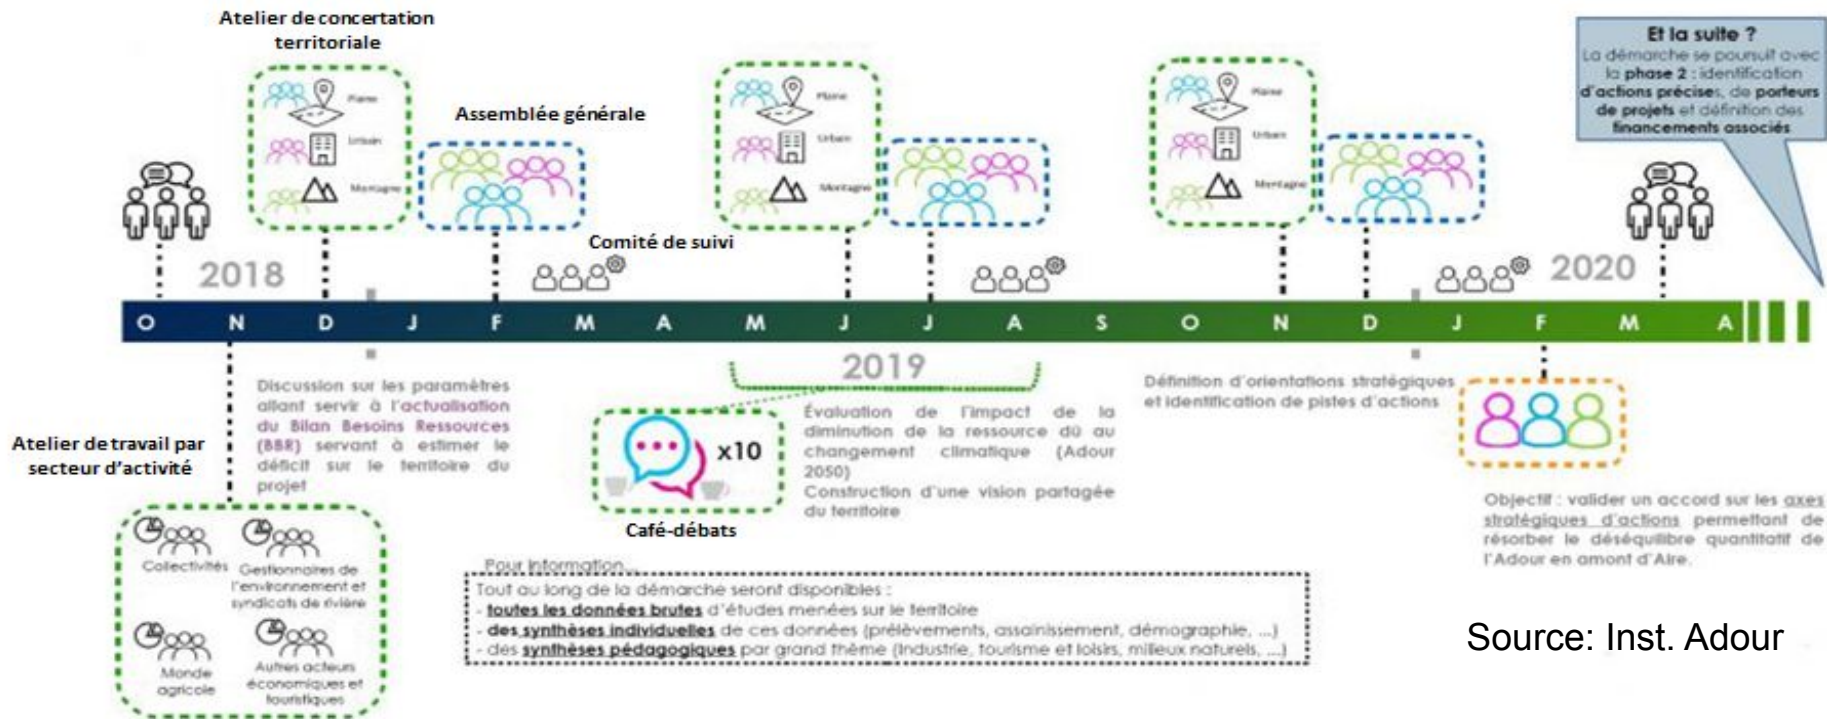 Atelier de concertation
territoriale
Plaine
Urbain
Montagne
Assemblée générale
Plaine
Urbain
Montagne
Plaine
Urbain
Montagne
Et la suite ?
La démarche se poursuit avec
la phase 2 : identification
d'actions précises, de porteurs
de projets et définition des
financements associés
Comité de suivi
2018
2020
O N D J F M A M J J A S O N D J F M A
2019
Discussion sur les paramètres
allant servir à l'actualisation
du Bilan Besoins Ressources
(BBR) servant à estimer le
déficit sur le territoire du
projet
Atelier de travail par
secteur d'activité
Collectivités
Gestionnaires de
l'environnement et
syndicats de rivière
Monde
agricole
Autres acteurs
économiques et
touristiques
x10
Café-débats
Évaluation de l'impact de la
diminution de la ressource dû au
changement climatique (Adour
2050)
Construction d'une vision partagée
du territoire
Définition d'orientations stratégiques
et identification de pistes d'actions
Objectif : valider un accord sur les axes
stratégiques d'actions permettant de
résorber le déséquilibre quantitatif de
l'Adour en amont d'Aire.
Pour information...
Tout au long de la démarche seront disponibles :
- toutes les données brutes d'études menées sur le territoire
- des synthèses individuelles de ces données (prélèvements, assainissement, démographie, ...)
- des synthèses pédagogiques par grand thème (industrie, tourisme et loisirs, milieux naturels, ...)
Source: Inst. Adour